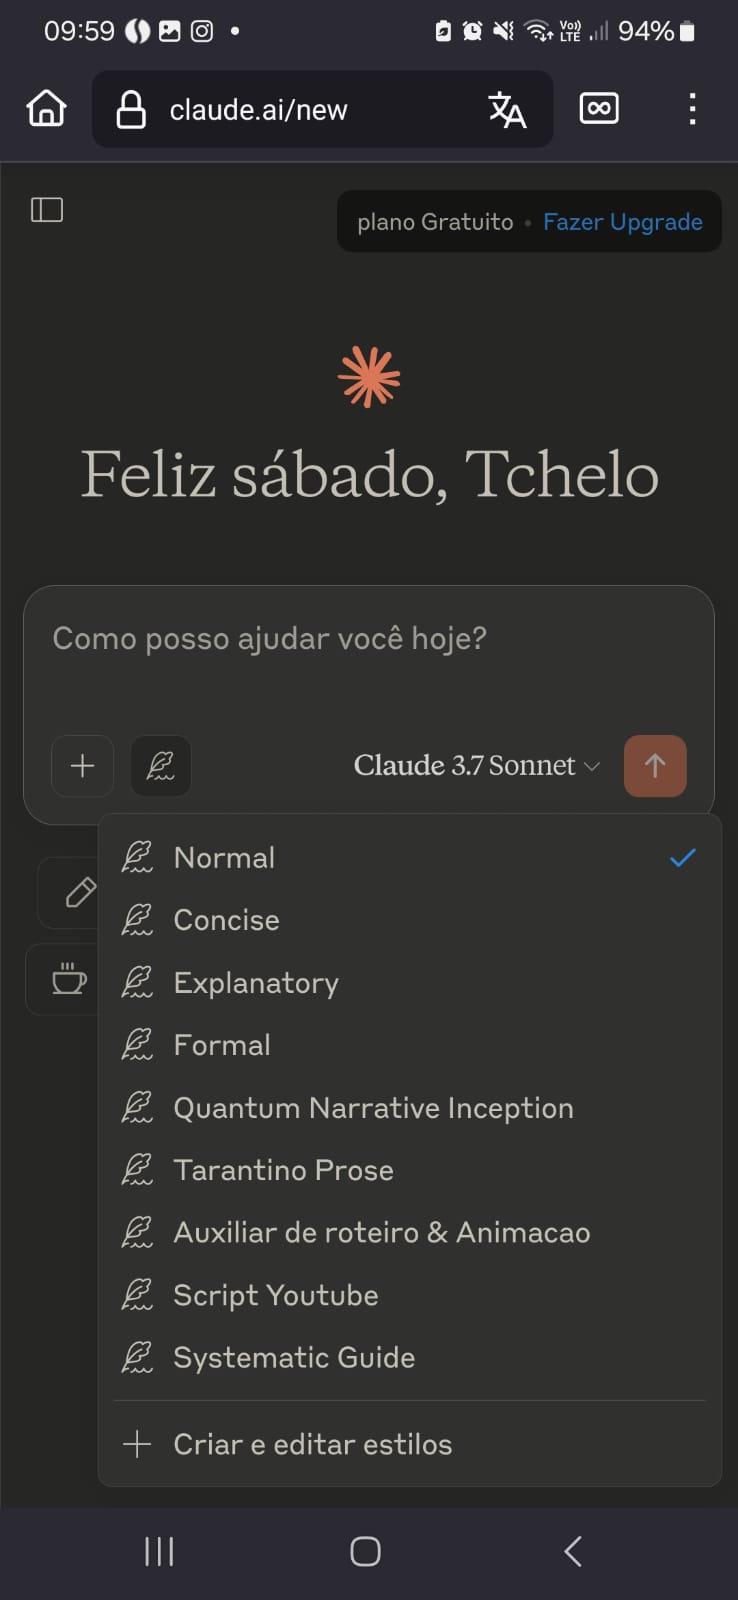 09:59
Vo))
LTE
94%
claude.ai/new
plano Gratuito • Fazer Upgrade
Feliz sábado, Tchelo
Como posso ajudar você hoje?
Claude 3.7 Sonnet
Normal
Concise
Explanatory
Formal
Quantum Narrative Inception
Tarantino Prose
Auxiliar de roteiro & Animacao
Script Youtube
Systematic Guide
Criar e editar estilos